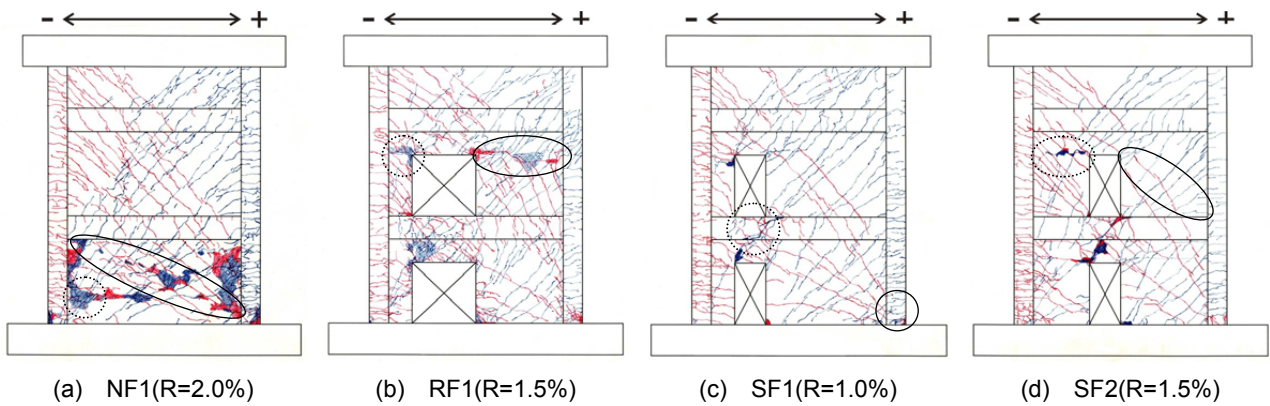 - +
- +
- +
- +
(a) NF1(R=2.0%)
(b) RF1(R=1.5%)
(c) SF1(R=1.0%)
(d) SF2(R=1.5%)